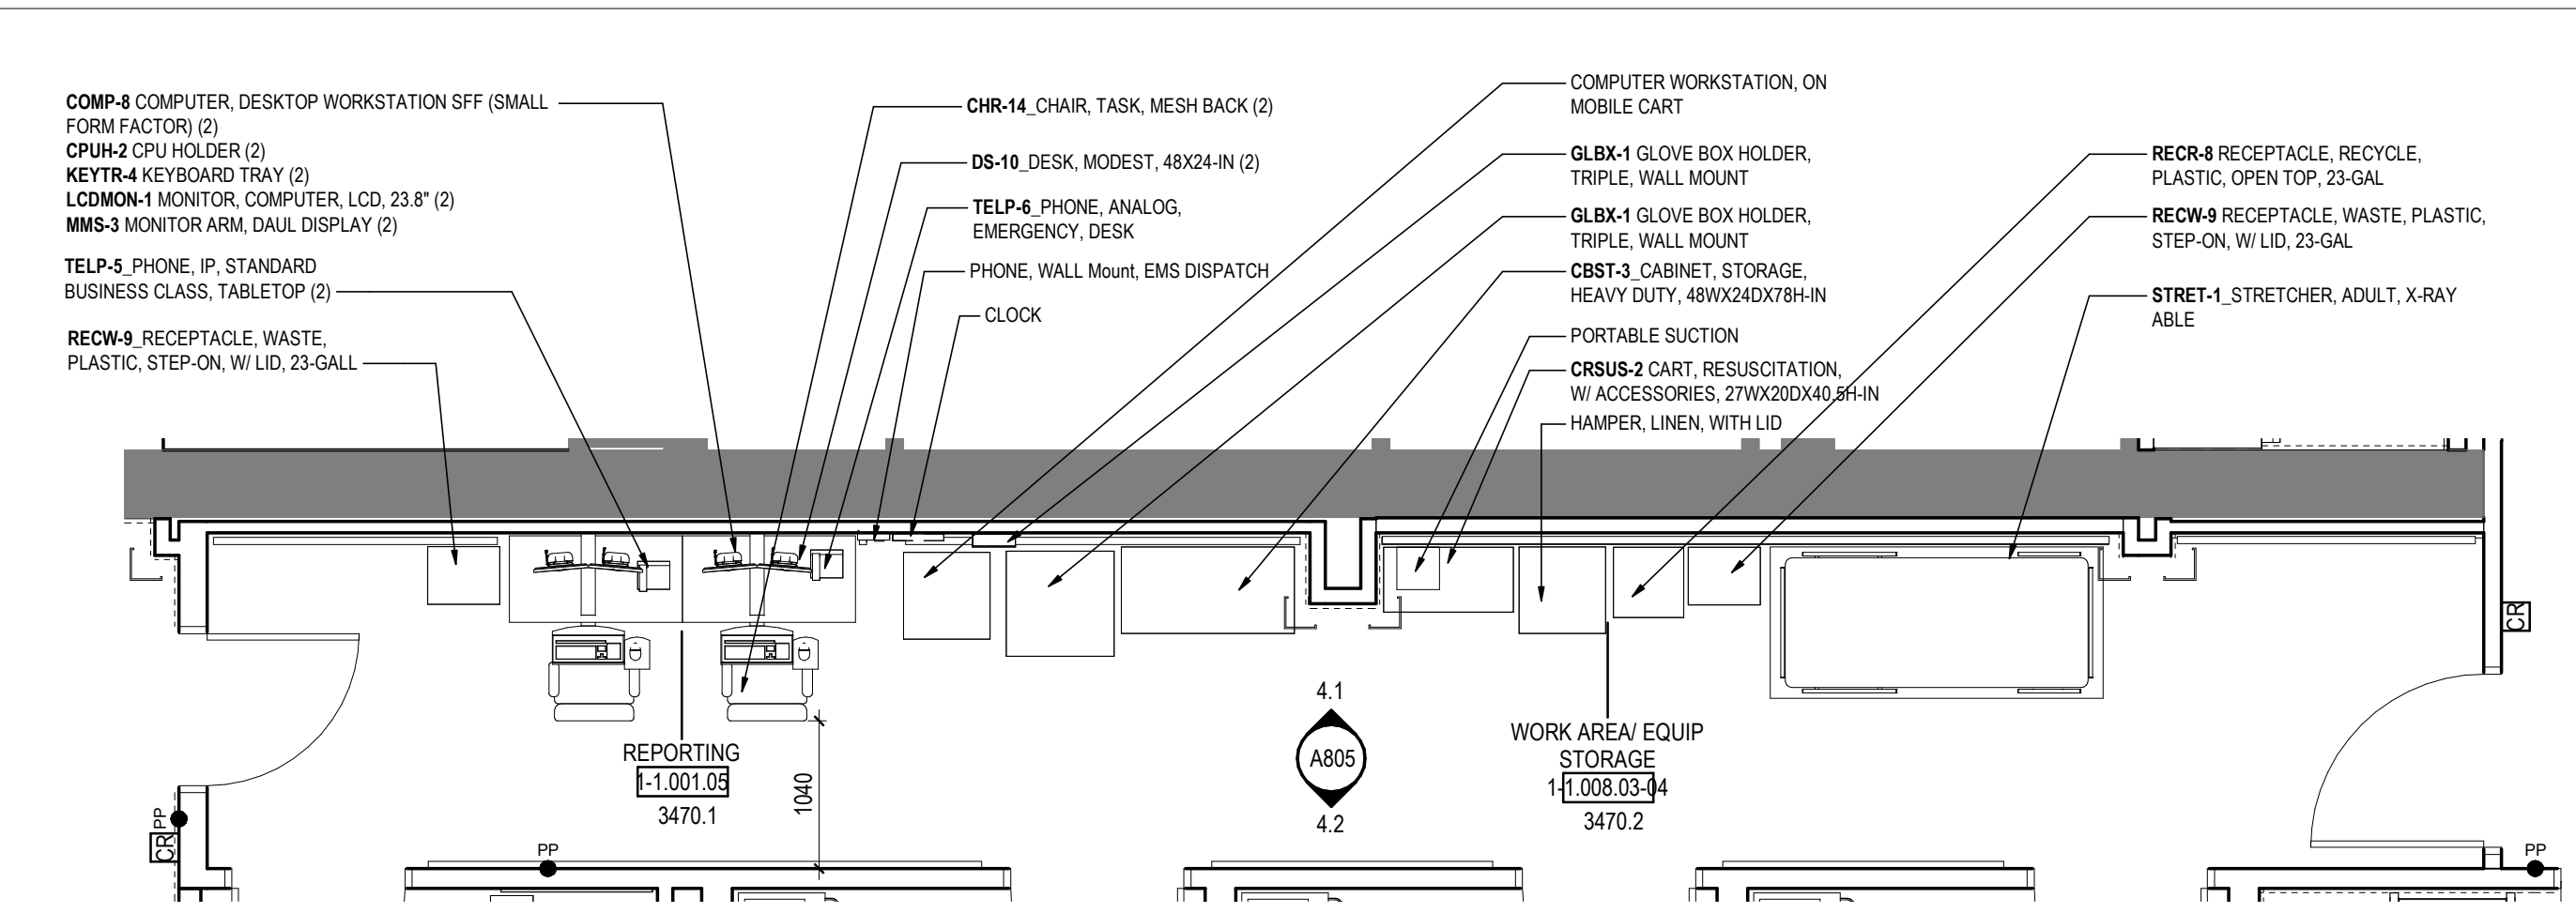 COMP-8 COMPUTER, DESKTOP WORKSTATION SFF (SMALL
FORM FACTOR) (2)
CPUH-2 CPU HOLDER (2)
KEYTR-4 KEYBOARD TRAY (2)
LCDMON-1 MONITOR, COMPUTER, LCD, 23.8" (2)
MMS-3 MONITOR ARM, DAUL DISPLAY (2)
TELP-5_PHONE, IP, STANDARD
BUSINESS CLASS, TABLETOP (2)
RECW-9_RECEPTACLE, WASTE,
PLASTIC, STEP-ON, W/ LID, 23-GALL
CHR-14_CHAIR, TASK, MESH BACK (2)
DS-10_DESK, MODEST, 48X24-IN (2)
TELP-6_PHONE, ANALOG,
EMERGENCY, DESK
PHONE, WALL Mount, EMS DISPATCH
CLOCK
COMPUTER WORKSTATION, ON
MOBILE CART
GLBX-1 GLOVE BOX HOLDER,
TRIPLE, WALL MOUNT
GLBX-1 GLOVE BOX HOLDER,
TRIPLE, WALL MOUNT
CBST-3_CABINET, STORAGE,
HEAVY DUTY, 48WX24DX78H-IN
PORTABLE SUCTION
CRSUS-2 CART, RESUSCITATION,
W/ ACCESSORIES, 27WX20DX40.5H-IN
HAMPER, LINEN, WITH LID
RECR-8 RECEPTACLE, RECYCLE,
PLASTIC, OPEN TOP, 23-GAL
RECW-9 RECEPTACLE, WASTE, PLASTIC,
STEP-ON, W/ LID, 23-GAL
STRET-1_STRETCHER, ADULT, X-RAY
ABLE
CR
REPORTING
1-1.001.05
3470.1
1040
4.1
A805
4.2
WORK AREA/ EQUIP
STORAGE
1-1.008.03-04
3470.2
PP
CR
PP
PP